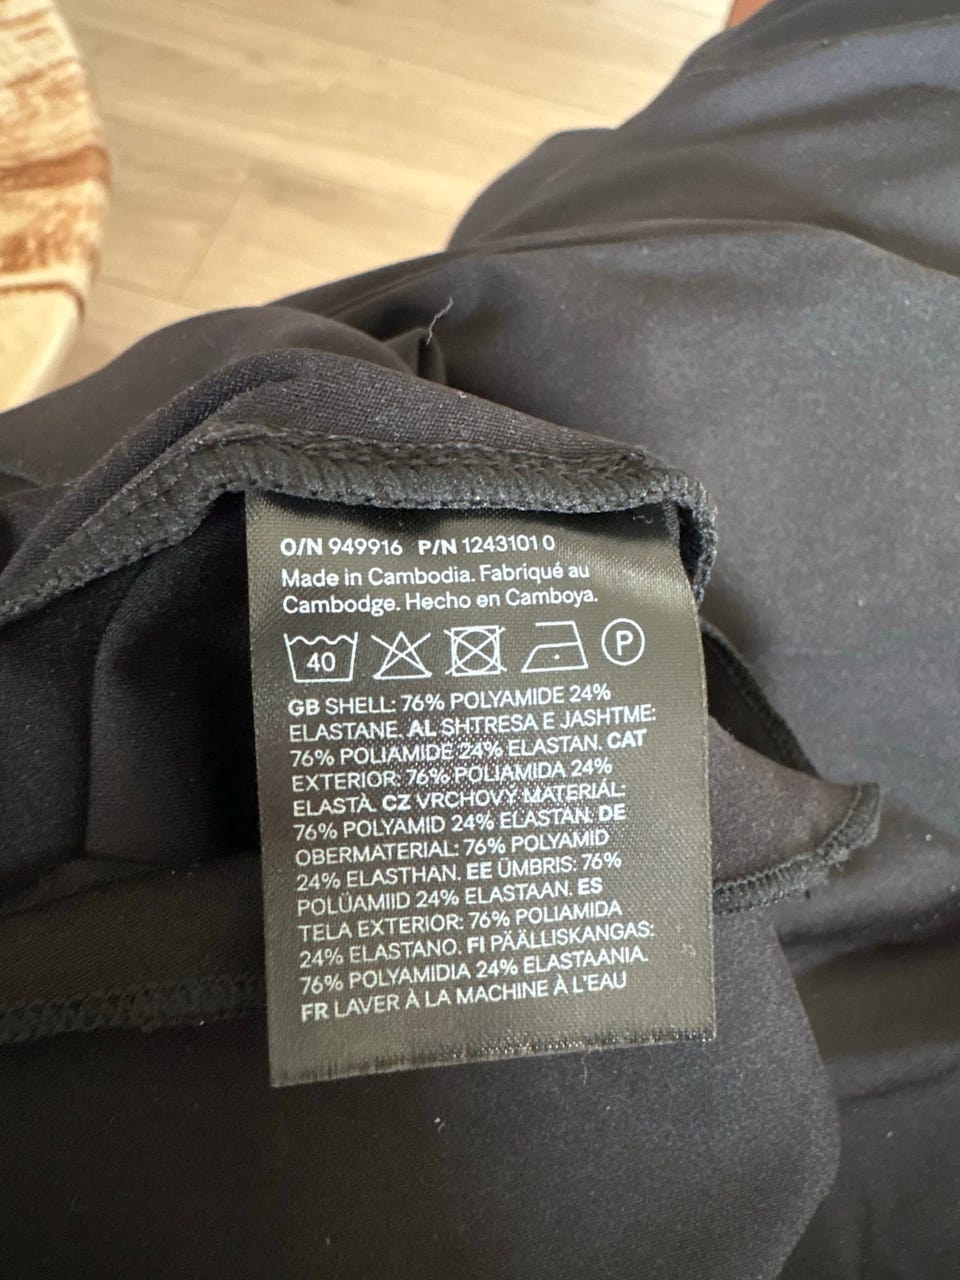 O/N 949916 P/N 1243101 0
Made in Cambodia. Fabriqué au
Cambodge. Hecho en Camboya.
40 P
GB SHELL: 76% POLYAMIDE 24%
ELASTANE. AL SHTRESA E JASHTME:
76% POLIAMIDE 24% ELASTAN. CAT
EXTERIOR: 76% POLIAMIDA 24%
ELASTÀ. CZ VRCHOVÝ MATERIÁL:
76% POLYAMID 24% ELASTAN. DE
OBERMATERIAL: 76% POLYAMID
24% ELASTHAN. EE ÜMBRIS: 76%
POLÜAMIID 24% ELASTAAN. ES
TELA EXTERIOR: 76% POLIAMIDA
24% ELASTANO. FI PÄÄLLISKANGAS:
76% POLYAMIDIA 24% ELASTAANIA.
FR LAVER À LA MACHINE À L'EAU